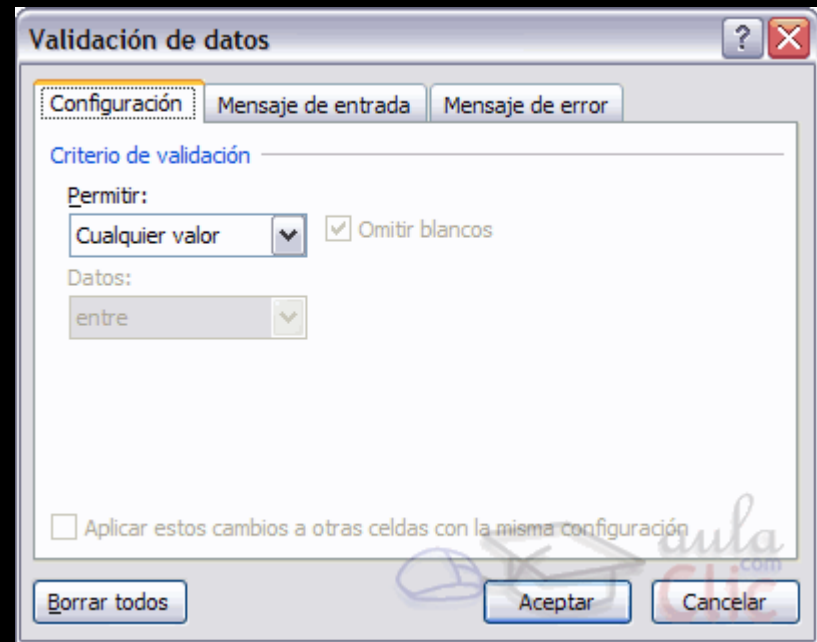 Validación de datos
?
Configuración Mensaje de entrada Mensaje de error
Criterio de validación
Permitir:
Cualquier valor Omitir blancos
Datos:
entre
Aplicar estos cambios a otras celdas con la misma configuración
aula
.com
Clic
Borrar todos Aceptar Cancelar